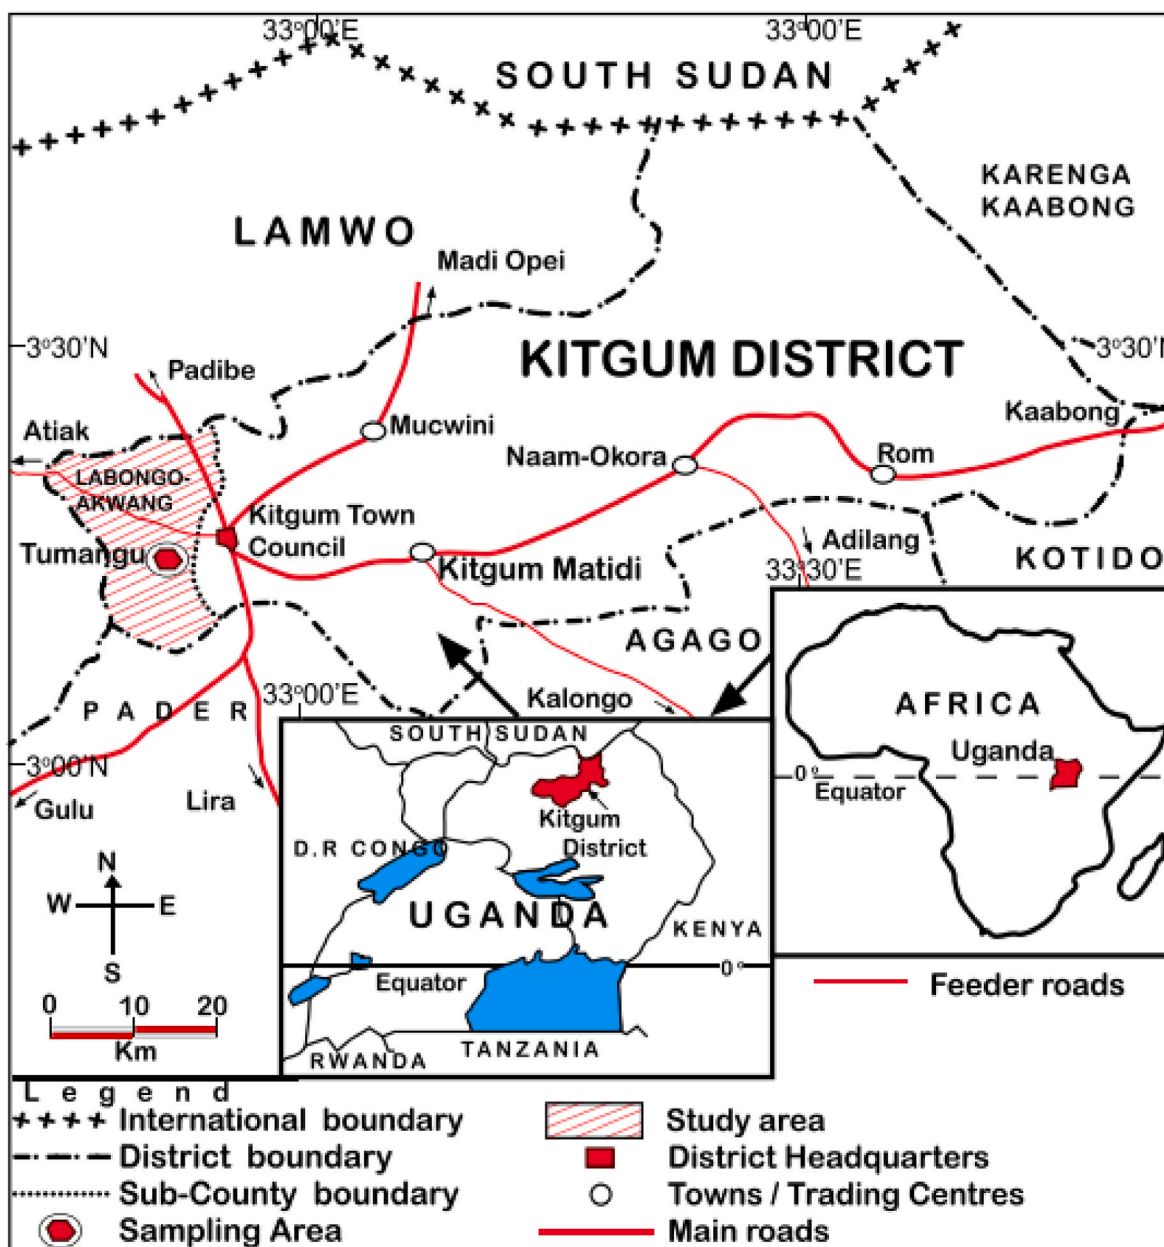 33°00'E
33°00'E
SOUTH SUDAN
KARENGA
KAABONG
LAMWO
Madi Opei
3°30'N
KITGUM DISTRICT
3°30'N
Padibe
Kaabong
Atiak
Mucwini
Naam-Okora
Rom
LABONGO-
AKWANG
Kitgum Town
Council
Tumangu
Kitgum Matidi
Adilang
33°30'E
KOTIDO
AGAGO
33°00'E
Kalongo
PADER
3°00'N
Gulu
Lira
SOUTH SUDAN
Kitgum
District
D.R CONGO
UGANDA
KENYA
Equator
0°
RWANDA
TANZANIA
AFRICA
Uganda
0°
Equator
N
W
E
S
0 10 20
Km
Feeder roads
Legend
International boundary
District boundary
Sub-County boundary
Sampling Area
Study area
District Headquarters
Towns / Trading Centres
Main roads